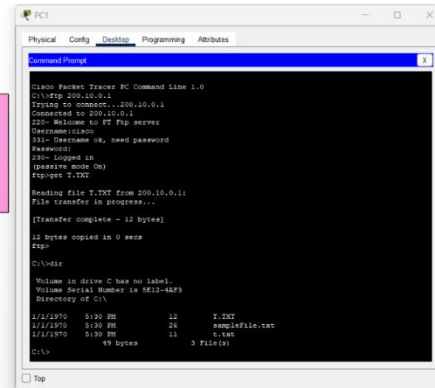 PC1
Physical Config Desktop Programming Attributes
Command Prompt
X
Cisco Packet Tracer PC Command Line 1.0
C:\>ftp 200.10.0.1
Trying to connect...200.10.0.1
Connected to 200.10.0.1
220- Welcome to PT Ftp server
Username:cisco
331- Username ok, need password
Password:
230- Logged in
(passive mode On)
ftp>get T.TXT
Reading file T.TXT from 200.10.0.1:
File transfer in progress...
[Transfer complete - 12 bytes]
12 bytes copied in 0 secs
ftp>
C:\>dir
Volume in drive C has no label.
Volume Serial Number is 5E12-4AF3
Directory of C:\
1/1/1970 5:30 PM 12 T.TXT
1/1/1970 5:30 PM 26 sampleFile.txt
1/1/1970 5:30 PM 11 t.txt
49 bytes 3 File(s)
C:\>
Top